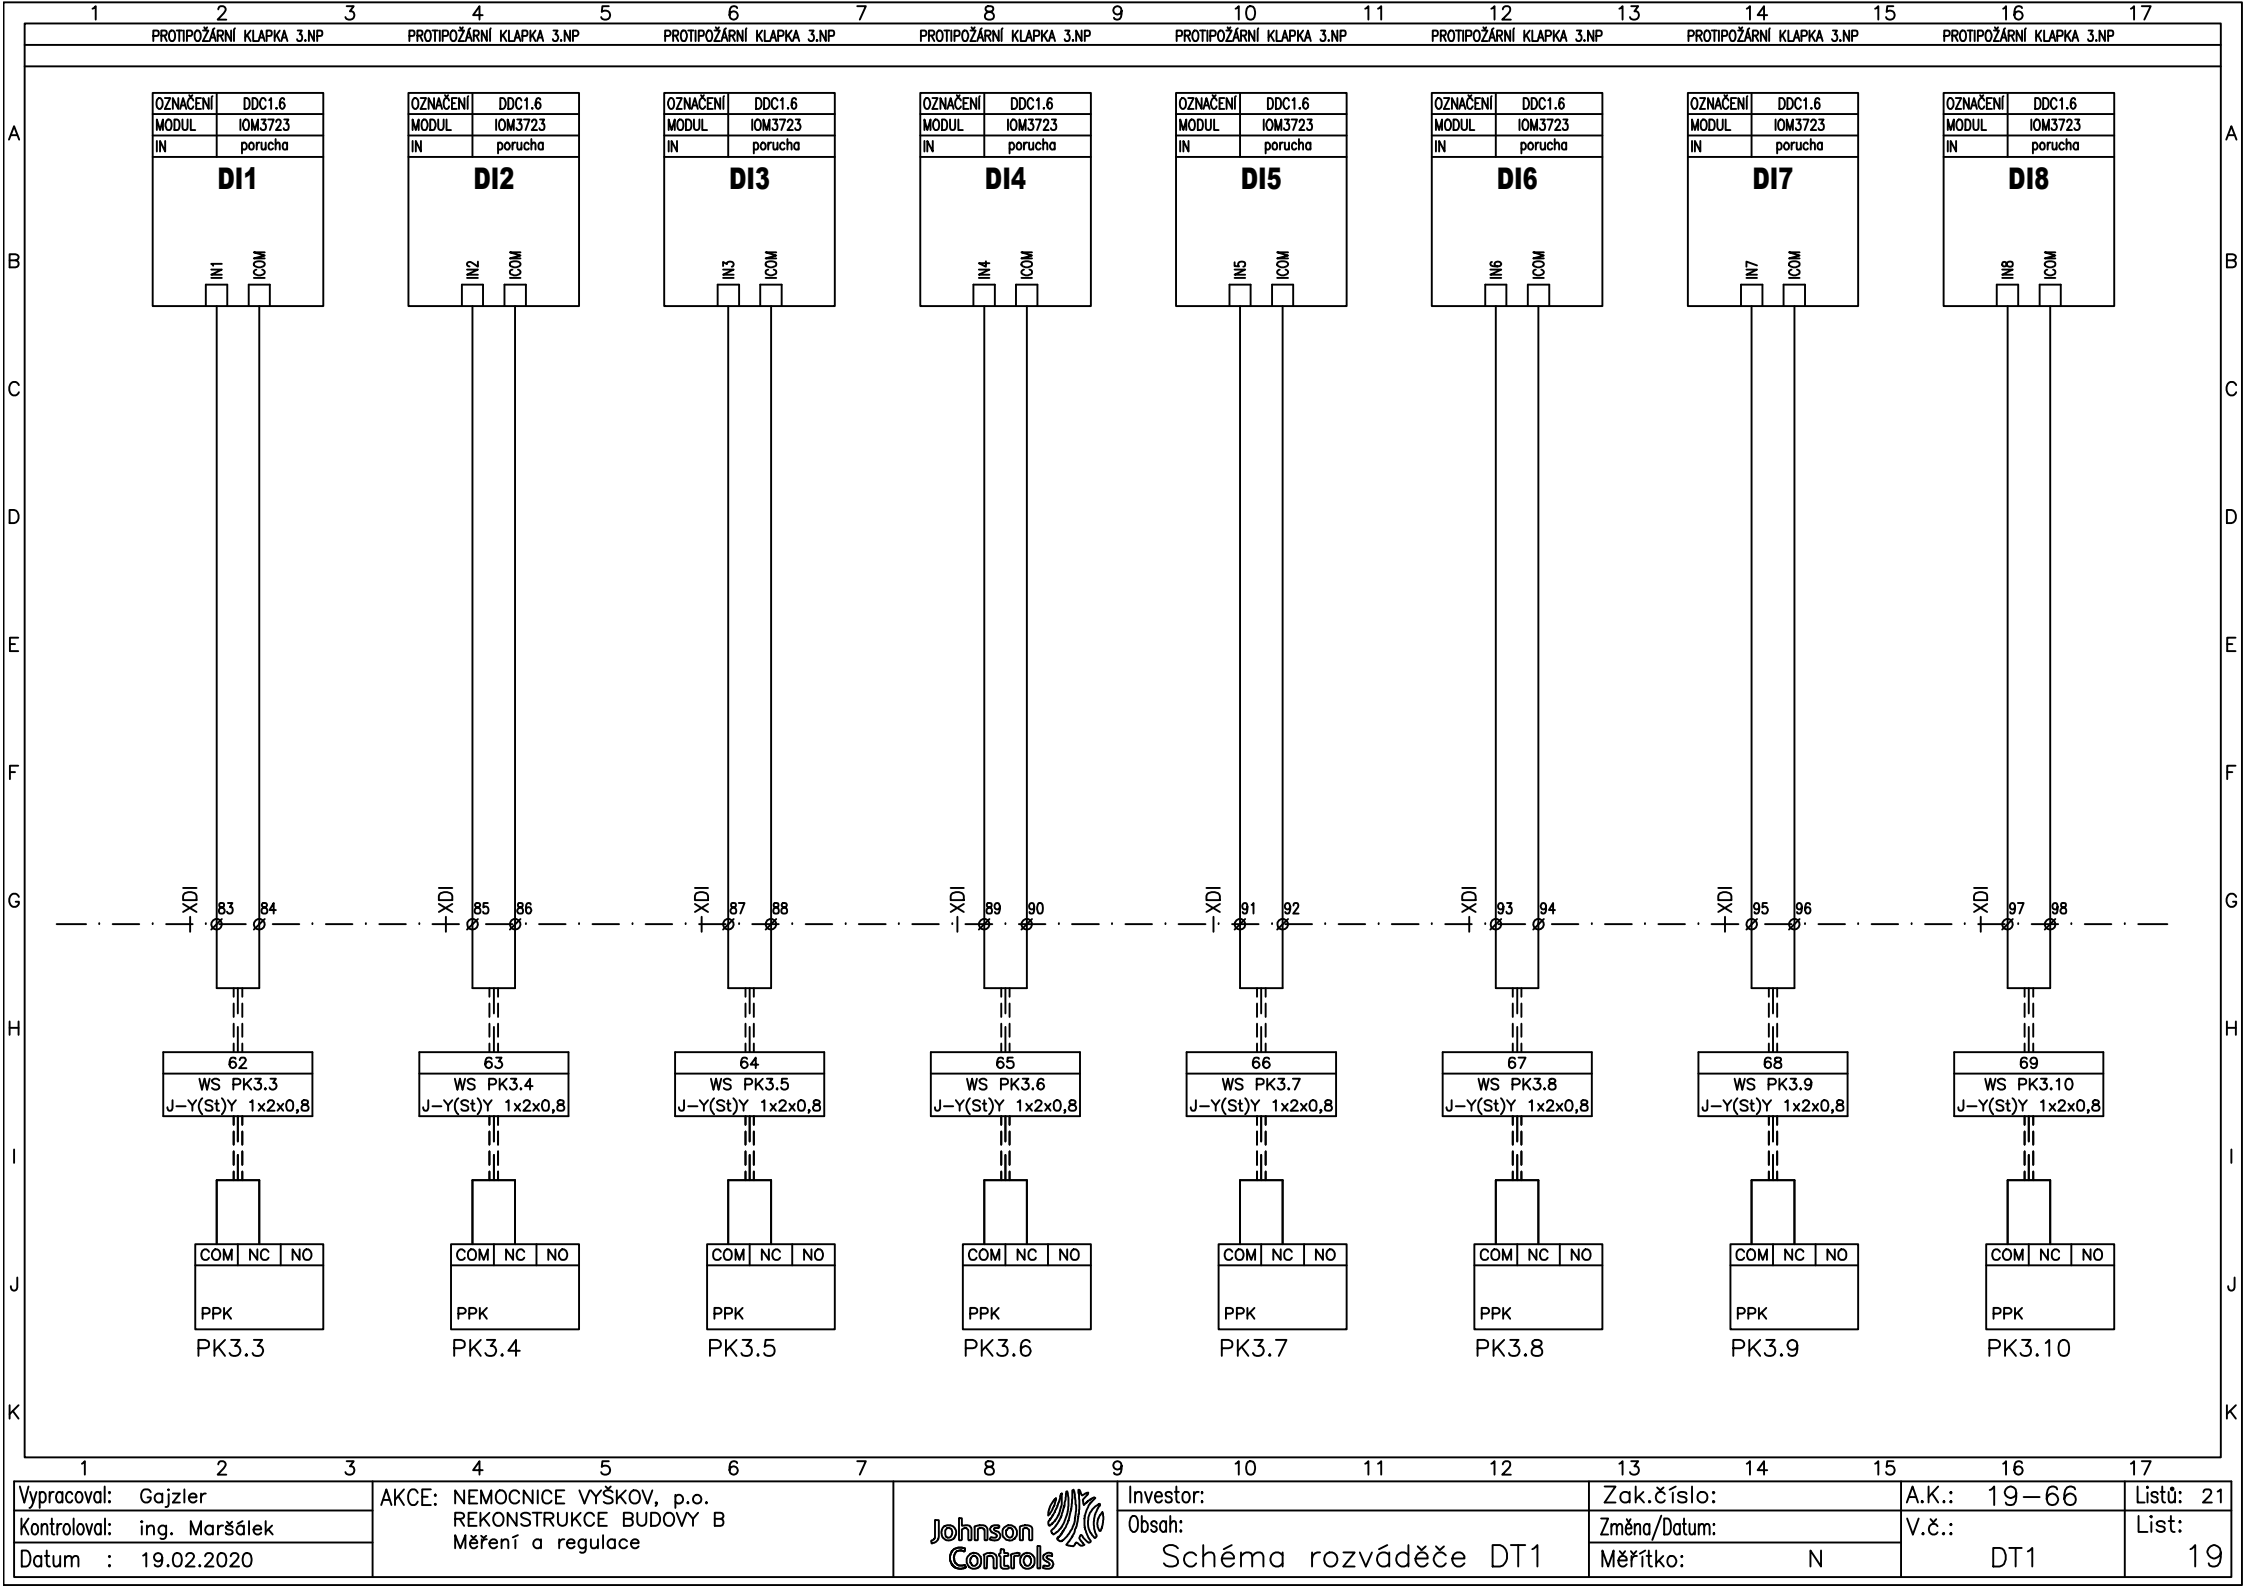 1 2 3 4 5 6 7 8 9 10 11 12 13 14 15 16 17
PROTIPOŽÁRNÍ KLAPKA 3.NP PROTIPOŽÁRNÍ KLAPKA 3.NP PROTIPOŽÁRNÍ KLAPKA 3.NP PROTIPOŽÁRNÍ KLAPKA 3.NP PROTIPOŽÁRNÍ KLAPKA 3.NP PROTIPOŽÁRNÍ KLAPKA 3.NP PROTIPOŽÁRNÍ KLAPKA 3.NP PROTIPOŽÁRNÍ KLAPKA 3.NP
OZNAČENÍ DDC1.6 OZNAČENÍ DDC1.6 OZNAČENÍ DDC1.6 OZNAČENÍ DDC1.6 OZNAČENÍ DDC1.6 OZNAČENÍ DDC1.6 OZNAČENÍ DDC1.6 OZNAČENÍ DDC1.6
A MODUL IOM3723 MODUL IOM3723 MODUL IOM3723 MODUL IOM3723 MODUL IOM3723 MODUL IOM3723 MODUL IOM3723 MODUL IOM3723 A
IN porucha IN porucha IN porucha IN porucha IN porucha IN porucha IN porucha IN porucha
DI1 DI2 DI3 DI4 DI5 DI6 DI7 DI8
B IN1 ICOM IN2 ICOM IN3 ICOM IN4 ICOM IN5 ICOM IN6 ICOM IN7 ICOM IN8 ICOM B
C C
D D
E E
F F
G XDI 83 84 XDI 85 86 XDI 87 88 XDI 89 90 XDI 91 92 XDI 93 94 XDI 95 96 XDI 97 98 G
H H
62 63 64 65 66 67 68 69
WS PK3.3 WS PK3.4 WS PK3.5 WS PK3.6 WS PK3.7 WS PK3.8 WS PK3.9 WS PK3.10
J-Y(St)Y 1x2x0,8 J-Y(St)Y 1x2x0,8 J-Y(St)Y 1x2x0,8 J-Y(St)Y 1x2x0,8 J-Y(St)Y 1x2x0,8 J-Y(St)Y 1x2x0,8 J-Y(St)Y 1x2x0,8 J-Y(St)Y 1x2x0,8
I I
COM NC NO COM NC NO COM NC NO COM NC NO COM NC NO COM NC NO COM NC NO COM NC NO
J J
PPK PPK PPK PPK PPK PPK PPK PPK
PK3.3 PK3.4 PK3.5 PK3.6 PK3.7 PK3.8 PK3.9 PK3.10
K K
1 2 3 4 5 6 7 8 9 10 11 12 13 14 15 16 17
Vypracoval: Gajzler
Kontroloval: ing. Maršálek
Datum : 19.02.2020
AKCE: NEMOCNICE VYŠKOV, p.o.
REKONSTRUKCE BUDOVY B
Měření a regulace
Johnson
Controls
Investor:
Obsah:
Schéma rozváděče DT1
Zak.číslo:
Změna/Datum:
Měřítko: N
A.K.: 19-66
V.č.:
DT1
Listů: 21
List:
19